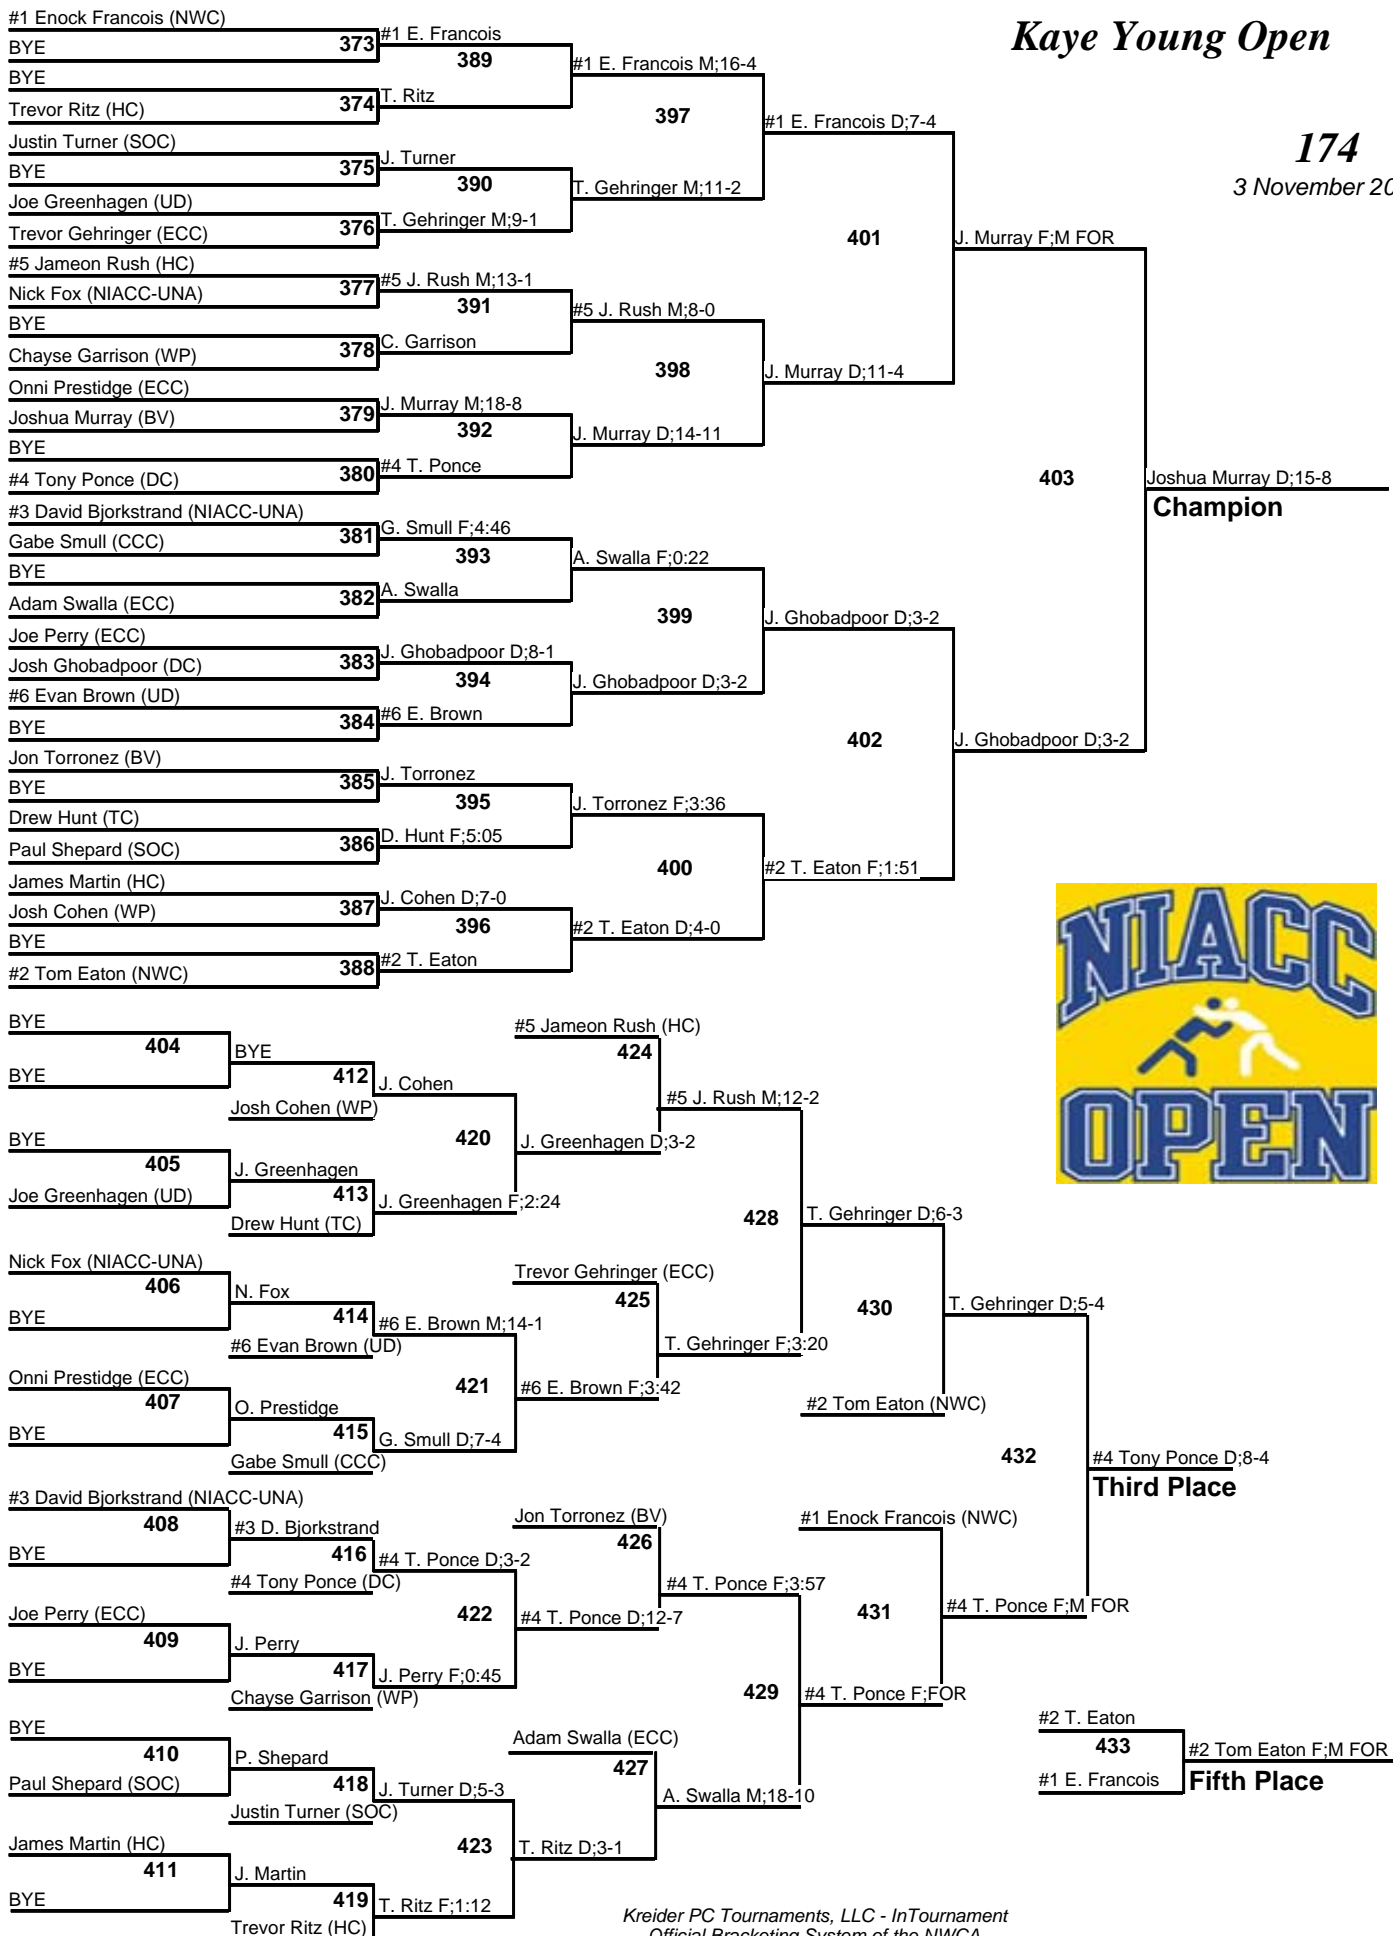 Kaye Young Open
174
3 November 20
#1 Enock Francois (NWC)
BYE
373
#1 E. Francois
389
BYE
Trevor Ritz (HC)
374
T. Ritz
#1 E. Francois M;16-4
397
Justin Turner (SOC)
BYE
375
J. Turner
390
Joe Greenhagen (UD)
Trevor Gehringer (ECC)
376
T. Gehringer M;9-1
T. Gehringer M;11-2
#1 E. Francois D;7-4
401
#5 Jameon Rush (HC)
Nick Fox (NIACC-UNA)
377
#5 J. Rush M;13-1
391
BYE
Chayse Garrison (WP)
378
C. Garrison
#5 J. Rush M;8-0
398
Onni Prestidge (ECC)
Joshua Murray (BV)
379
J. Murray M;18-8
392
BYE
#4 Tony Ponce (DC)
380
#4 T. Ponce
J. Murray D;14-11
J. Murray D;11-4
J. Murray F;M FOR
403
Joshua Murray D;15-8
Champion
#3 David Bjorkstrand (NIACC-UNA)
Gabe Smull (CCC)
381
G. Smull F;4:46
393
BYE
Adam Swalla (ECC)
382
A. Swalla
A. Swalla F;0:22
399
Joe Perry (ECC)
Josh Ghobadpoor (DC)
383
J. Ghobadpoor D;8-1
394
#6 Evan Brown (UD)
BYE
384
#6 E. Brown
J. Ghobadpoor D;3-2
J. Ghobadpoor D;3-2
402
J. Ghobadpoor D;3-2
Jon Torronez (BV)
BYE
385
J. Torronez
395
Drew Hunt (TC)
Paul Shepard (SOC)
386
D. Hunt F;5:05
J. Torronez F;3:36
400
#2 T. Eaton F;1:51
James Martin (HC)
Josh Cohen (WP)
387
J. Cohen D;7-0
396
BYE
#2 Tom Eaton (NWC)
388
#2 T. Eaton
#2 T. Eaton D;4-0
NIACC
OPEN
BYE
404
BYE
BYE
412
Josh Cohen (WP)
J. Cohen
420
BYE
405
Joe Greenhagen (UD)
J. Greenhagen
413
Drew Hunt (TC)
J. Greenhagen F;2:24
#5 Jameon Rush (HC)
424
J. Greenhagen D;3-2
#5 J. Rush M;12-2
428
Nick Fox (NIACC-UNA)
406
BYE
N. Fox
414
#6 Evan Brown (UD)
#6 E. Brown M;14-1
421
Onni Prestidge (ECC)
407
BYE
O. Prestidge
415
Gabe Smull (CCC)
G. Smull D;7-4
Trevor Gehringer (ECC)
425
#6 E. Brown F;3:42
T. Gehringer F;3:20
T. Gehringer D;6-3
430
#2 Tom Eaton (NWC)
T. Gehringer D;5-4
432
#4 Tony Ponce D;8-4
Third Place
#3 David Bjorkstrand (NIACC-UNA)
408
BYE
#3 D. Bjorkstrand
416
#4 Tony Ponce (DC)
#4 T. Ponce D;3-2
422
Joe Perry (ECC)
409
BYE
J. Perry
417
Chayse Garrison (WP)
J. Perry F;0:45
Jon Torronez (BV)
426
#4 T. Ponce D;12-7
#4 T. Ponce F;3:57
429
#1 Enock Francois (NWC)
431
#4 T. Ponce F;FOR
#4 T. Ponce F;M FOR
BYE
410
Paul Shepard (SOC)
P. Shepard
418
Justin Turner (SOC)
J. Turner D;5-3
423
James Martin (HC)
411
BYE
J. Martin
419
Trevor Ritz (HC)
T. Ritz F;1:12
Adam Swalla (ECC)
427
T. Ritz D;3-1
A. Swalla M;18-10
#2 T. Eaton
433
#1 E. Francois
#2 Tom Eaton F;M FOR
Fifth Place
Kreider PC Tournaments, LLC - InTournament
Official Bracketing System of the NWCA